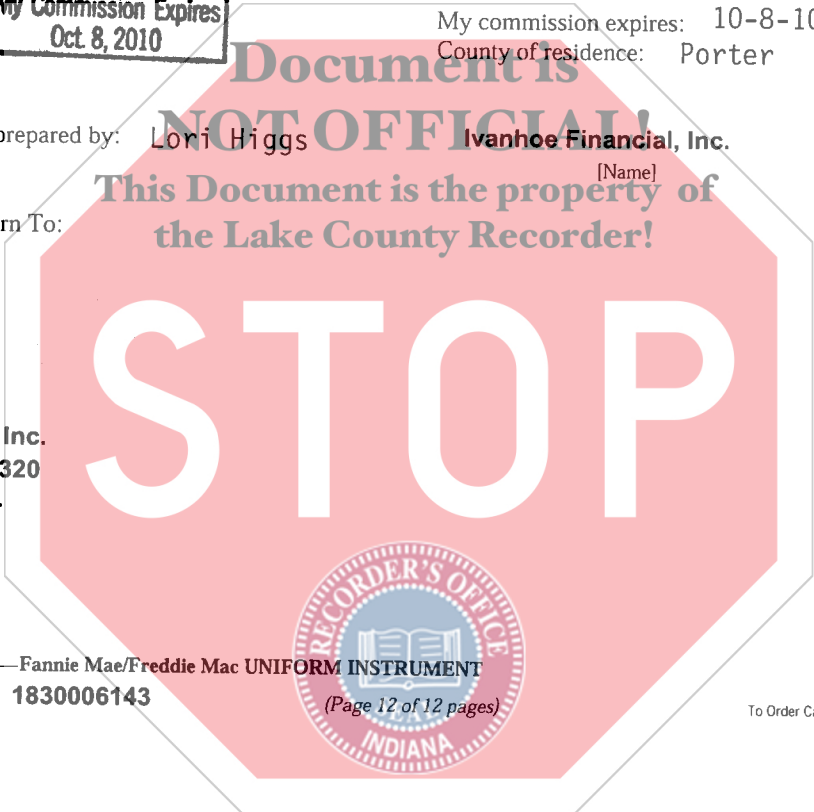 My Commission Expires
Oct. 8, 2010
My commission expires: 10-8-10
County of residence: Porter
Document is
NOT OFFICIAL!
prepared by: Lori Higgs Ivanhoe Financial, Inc.
[Name]
This Document is the property of
the Lake County Recorder!
rn To:
STOP
Inc.
320
RECORDER'S OFFICE
SEAL
INDIANA
—Fannie Mae/Freddie Mac UNIFORM INSTRUMENT
1830006143
(Page 12 of 12 pages)
To Order Ca